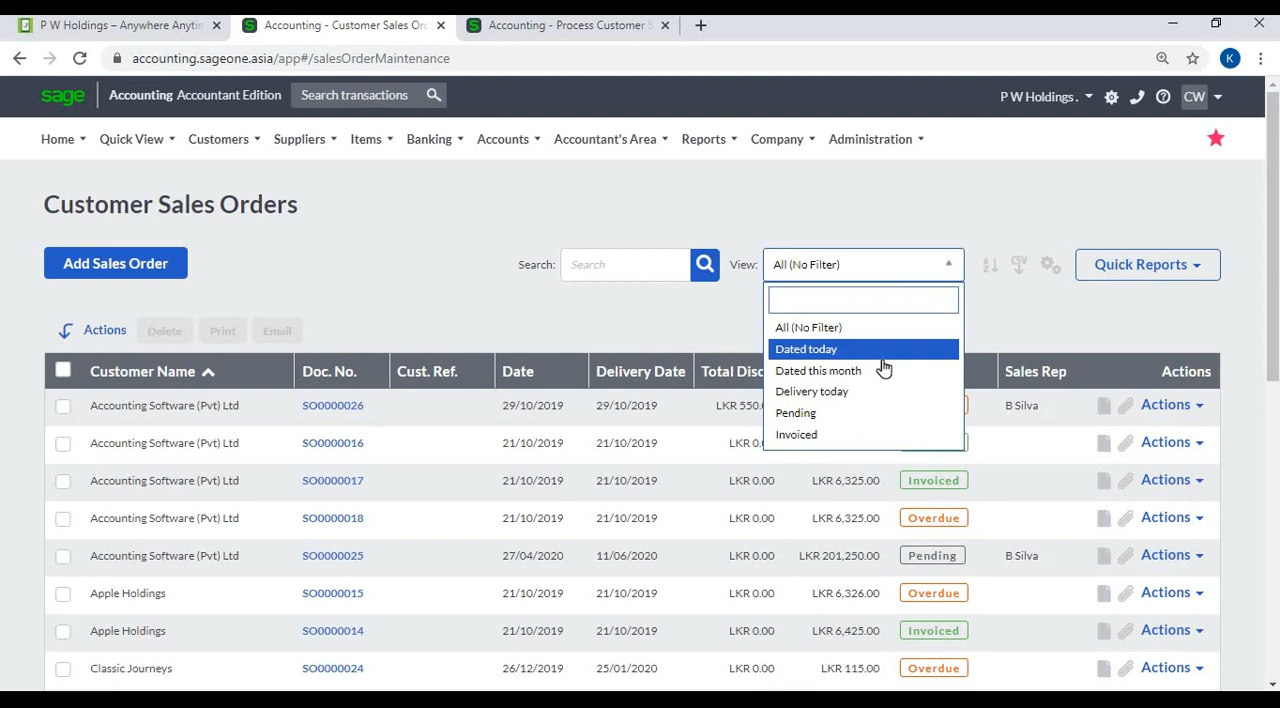 P W Holdings – Anywhere Anytin
Accounting - Customer Sales Or
Accounting - Process Customer S
accounting.sageone.asia/app#/salesOrderMaintenance
K
sage Accounting Accountant Edition Search transactions P W Holdings . CW
Home Quick View Customers Suppliers Items Banking Accounts Accountant's Area Reports Company Administration
Customer Sales Orders
Add Sales Order Search: Search View: All (No Filter) CSV Quick Reports
All (No Filter)
Dated today
Dated this month
Delivery today
Pending
Invoiced
Actions Delete Print Email
Customer Name Doc. No. Cust. Ref. Date Delivery Date Total Disc Sales Rep Actions
Accounting Software (Pvt) Ltd SO0000026 29/10/2019 29/10/2019 LKR 550. B Silva Actions
Accounting Software (Pvt) Ltd SO0000016 21/10/2019 21/10/2019 LKR 0. Actions
Accounting Software (Pvt) Ltd SO0000017 21/10/2019 21/10/2019 LKR 0.00 LKR 6,325.00 Invoiced Actions
Accounting Software (Pvt) Ltd SO0000018 21/10/2019 21/10/2019 LKR 0.00 LKR 6,325.00 Overdue Actions
Accounting Software (Pvt) Ltd SO0000025 27/04/2020 11/06/2020 LKR 0.00 LKR 201,250.00 Pending B Silva Actions
Apple Holdings SO0000015 21/10/2019 21/10/2019 LKR 0.00 LKR 6,326.00 Overdue Actions
Apple Holdings SO0000014 21/10/2019 21/10/2019 LKR 0.00 LKR 6,425.00 Invoiced Actions
Classic Journeys SO0000024 26/12/2019 25/01/2020 LKR 0.00 LKR 115.00 Overdue Actions